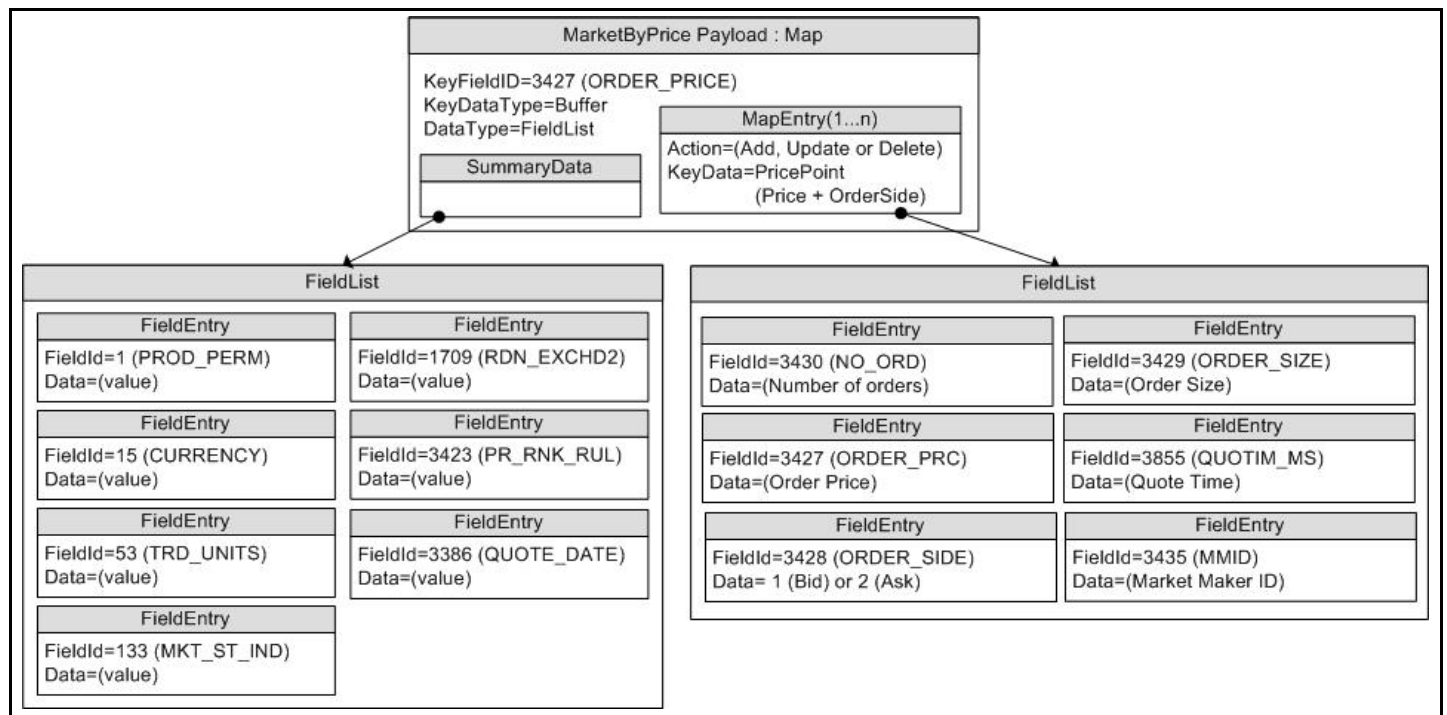 MarketByPrice Payload : Map
KeyFieldID=3427 (ORDER_PRICE)
KeyDataType=Buffer
DataType=FieldList
SummaryData
MapEntry(1...n)
Action=(Add, Update or Delete)
KeyData=PricePoint
(Price + OrderSide)
FieldList
FieldEntry
FieldId=1 (PROD_PERM)
Data=(value)
FieldEntry
FieldId=1709 (RDN_EXCHD2)
Data=(value)
FieldEntry
FieldId=15 (CURRENCY)
Data=(value)
FieldEntry
FieldId=3423 (PR_RNK_RUL)
Data=(value)
FieldEntry
FieldId=53 (TRD_UNITS)
Data=(value)
FieldEntry
FieldId=3386 (QUOTE_DATE)
Data=(value)
FieldEntry
FieldId=133 (MKT_ST_IND)
Data=(value)
FieldList
FieldEntry
FieldId=3430 (NO_ORD)
Data=(Number of orders)
FieldEntry
FieldId=3429 (ORDER_SIZE)
Data=(Order Size)
FieldEntry
FieldId=3427 (ORDER_PRC)
Data=(Order Price)
FieldEntry
FieldId=3855 (QUOTIM_MS)
Data=(Quote Time)
FieldEntry
FieldId=3428 (ORDER_SIDE)
Data= 1 (Bid) or 2 (Ask)
FieldEntry
FieldId=3435 (MMID)
Data=(Market Maker ID)